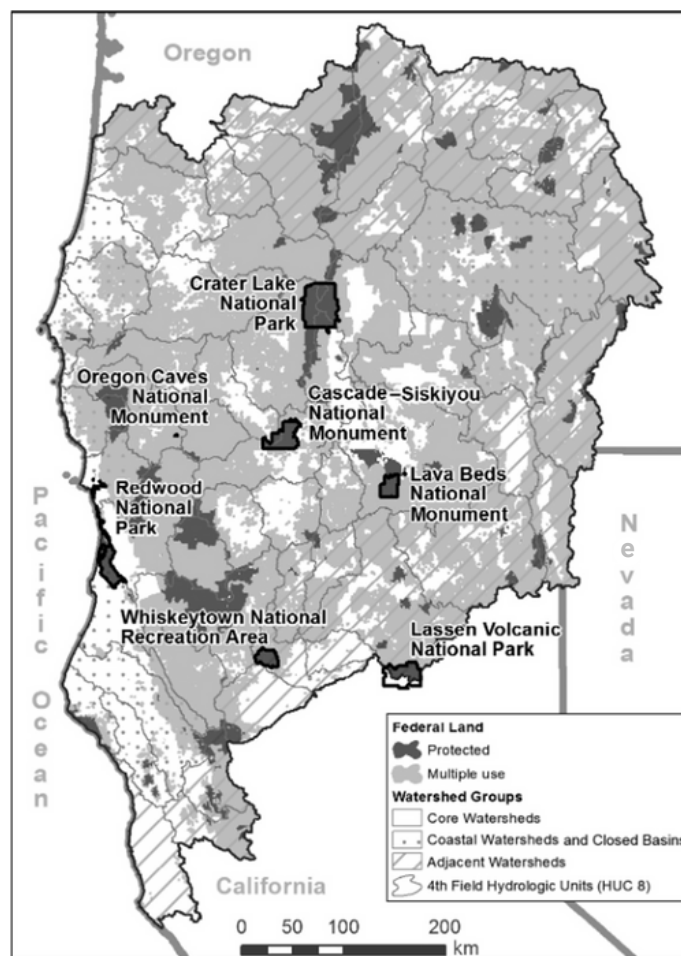 Oregon
Crater Lake
National
Park
Oregon Caves
National
Monument
Cascade–Siskiyou
National
Monument
Redwood
National
Park
Lava Beds
National
Monument
Pacific Ocean
Nevada
Whiskeytown National
Recreation Area
Lassen Volcanic
National Park
Federal Land
Protected
Multiple use
Watershed Groups
Core Watersheds
Coastal Watersheds and Closed Basins
Adjacent Watersheds
4th Field Hydrologic Units (HUC 8)
California
0 50 100 200
km